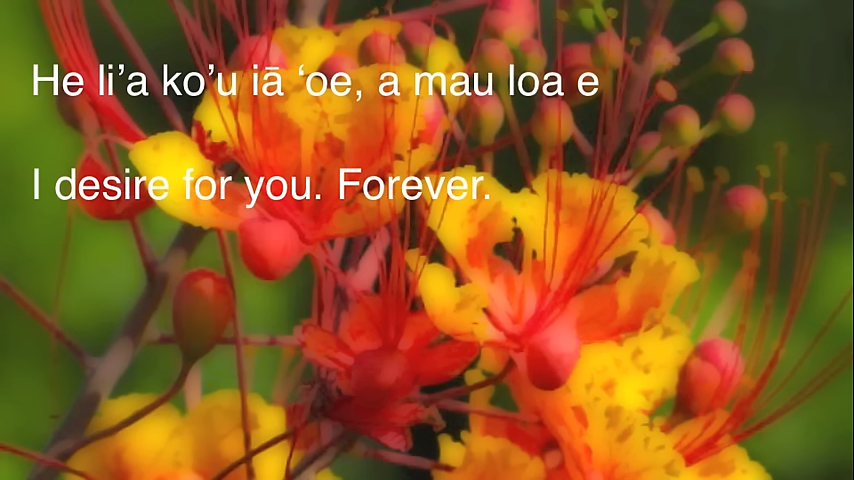 He li’a ko’u iā ‘oe, a mau loa e
I desire for you. Forever.